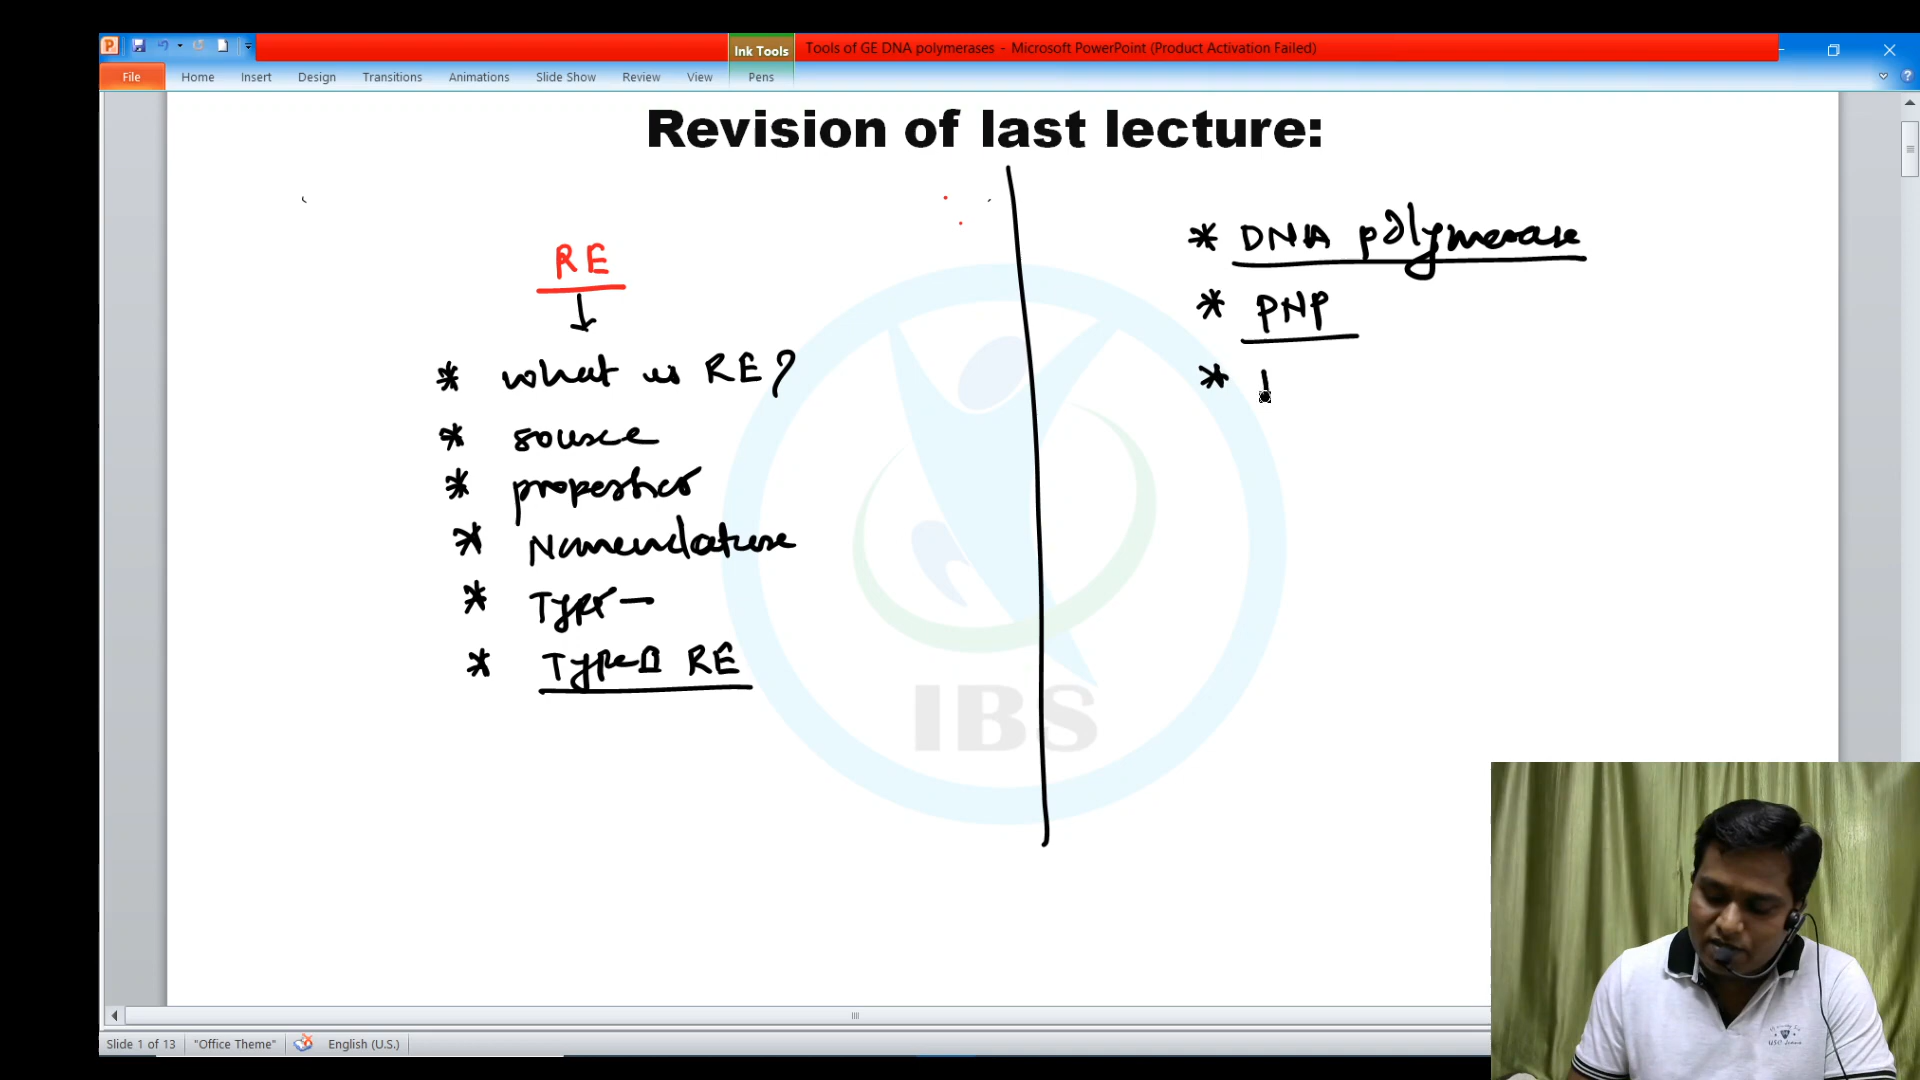 Ink Tools
Tools of GE DNA polymerases - Microsoft PowerPoint (Product Activation Failed)
File Home Insert Design Transitions Animations Slide Show Review View Pens
Revision of last lecture:
RE
* What is RE?
* source
* properties
* Nomenclature
* Type -
* Type II RE
* DNA polymerase
* PNP
*
IBS
Slide 1 of 13 "Office Theme" English (U.S.)